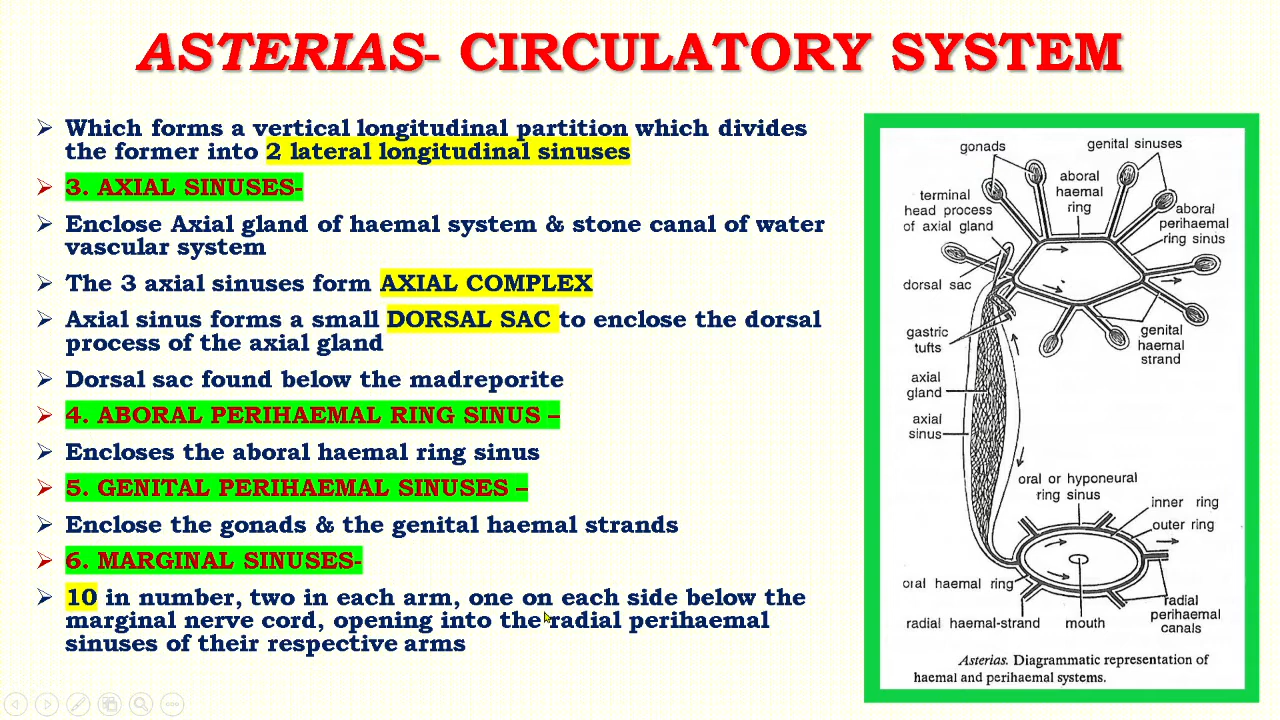 ASTERIAS- CIRCULATORY SYSTEM
Which forms a vertical longitudinal partition which divides
the former into 2 lateral longitudinal sinuses
3. AXIAL SINUSES-
Enclose Axial gland of haemal system & stone canal of water
vascular system
The 3 axial sinuses form AXIAL COMPLEX
Axial sinus forms a small DORSAL SAC to enclose the dorsal
process of the axial gland
Dorsal sac found below the madreporite
4. ABORAL PERIHAEMAL RING SINUS –
Encloses the aboral haemal ring sinus
5. GENITAL PERIHAEMAL SINUSES –
Enclose the gonads & the genital haemal strands
6. MARGINAL SINUSES-
10 in number, two in each arm, one on each side below the
marginal nerve cord, opening into the radial perihaemal
sinuses of their respective arms
gonads
genital sinuses
aboral
haemal
ring
terminal
head process
of axial gland
aboral
perihaemal
ring sinus
dorsal sac
gastric
tufts
genital
haemal
strand
axial
gland
axial
sinus
oral or hyponeural
ring sinus
inner ring
outer ring
oral haemal ring
radial haemal-strand
mouth
radial
perihaemal
canals
Asterias. Diagrammatic representation of
haemal and perihaemal systems.